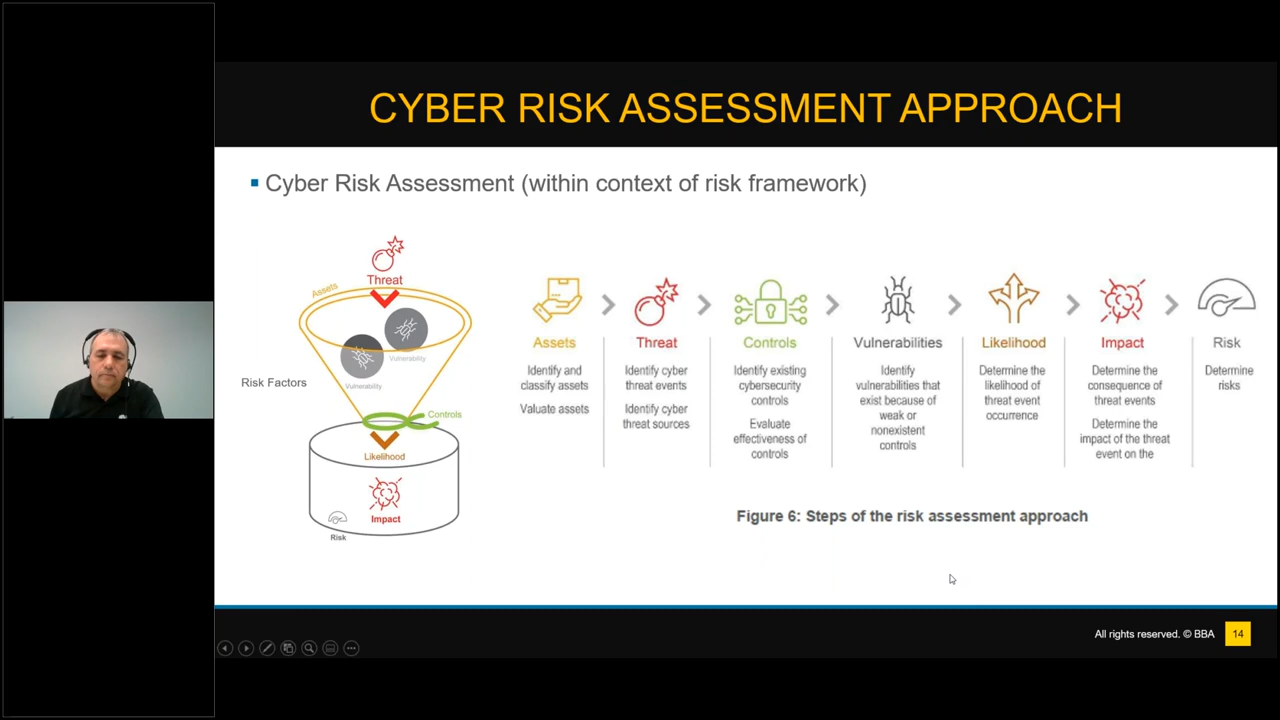 CYBER RISK ASSESSMENT APPROACH
Cyber Risk Assessment (within context of risk framework)
Threat
Assets
Vulnerability
Vulnerability
Risk Factors
Controls
Likelihood
Impact
Risk
Assets
Identify and
classify assets
Valuate assets
Threat
Identify cyber
threat events
Identify cyber
threat sources
Controls
Identify existing
cybersecurity
controls
Evaluate
effectiveness of
controls
Vulnerabilities
Identify
vulnerabilities that
exist because of
weak or
nonexistent
controls
Likelihood
Determine the
likelihood of
threat event
occurrence
Impact
Determine the
consequence of
threat events
Determine the
impact of the threat
event on the
Risk
Determine
risks
Figure 6: Steps of the risk assessment approach
All rights reserved. © BBA
14